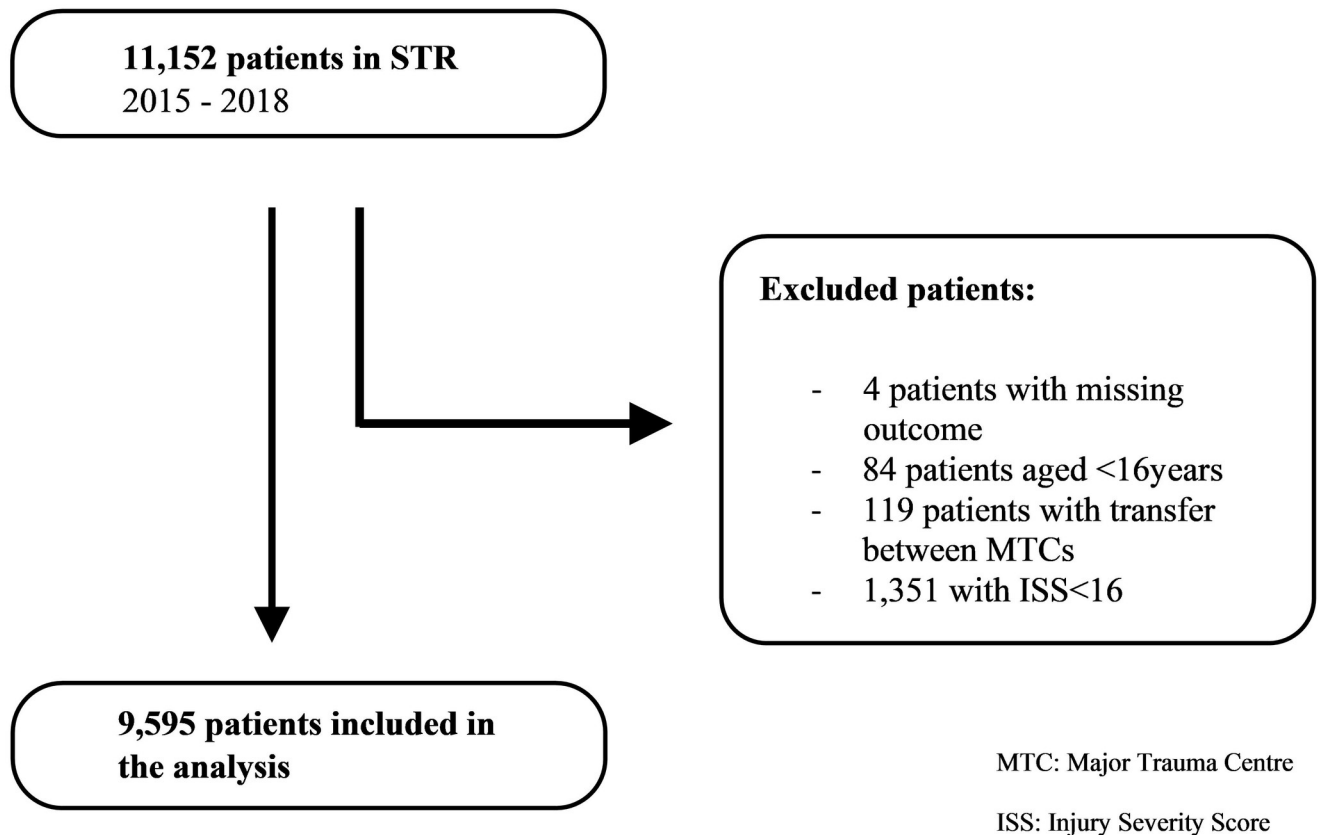 11,152 patients in STR
2015 - 2018
Excluded patients:
- 4 patients with missing
outcome
- 84 patients aged <16years
- 119 patients with transfer
between MTCs
- 1,351 with ISS<16
9,595 patients included in
the analysis
MTC: Major Trauma Centre
ISS: Injury Severity Score